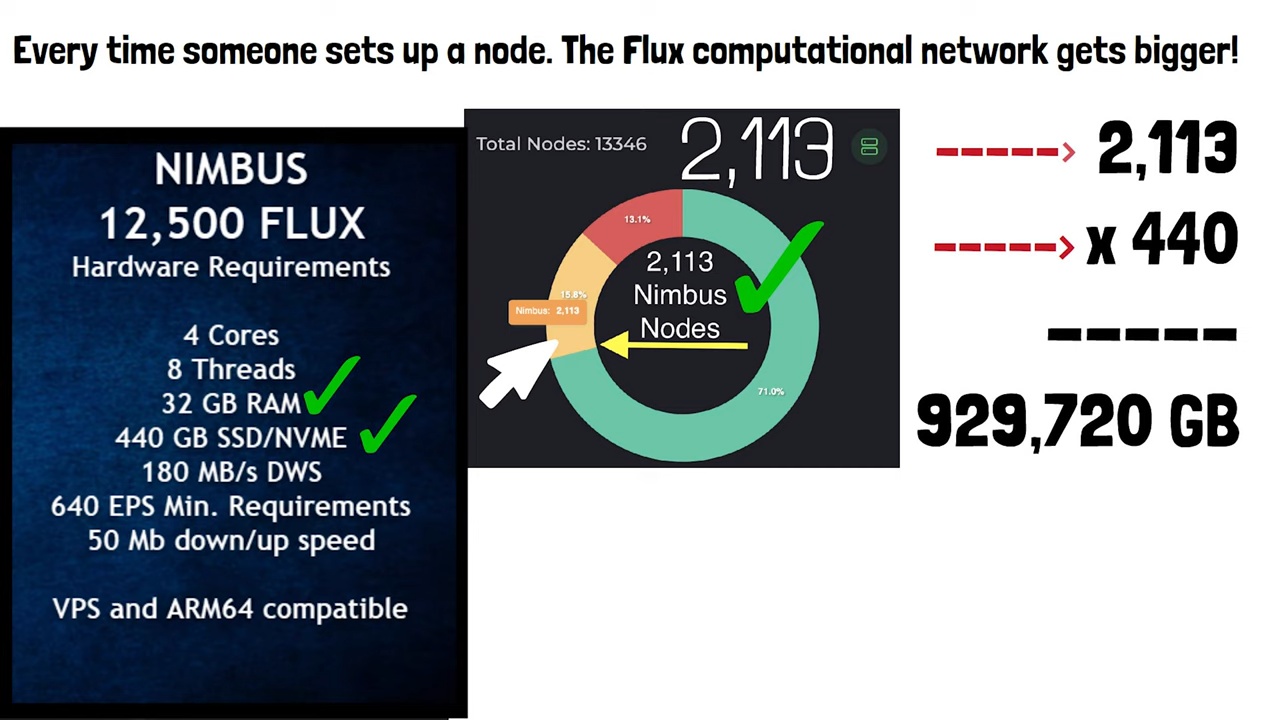 Every time someone sets up a node. The Flux computational network gets bigger!
NIMBUS
12,500 FLUX
Hardware Requirements
4 Cores
8 Threads
32 GB RAM
440 GB SSD/NVME
180 MB/s DWS
640 EPS Min. Requirements
50 Mb down/up speed
VPS and ARM64 compatible
Total Nodes: 13346
2,113
13.1%
15.8%
Nimbus: 2,113
2,113
Nimbus
Nodes
71.0%
2,113
x 440
929,720 GB